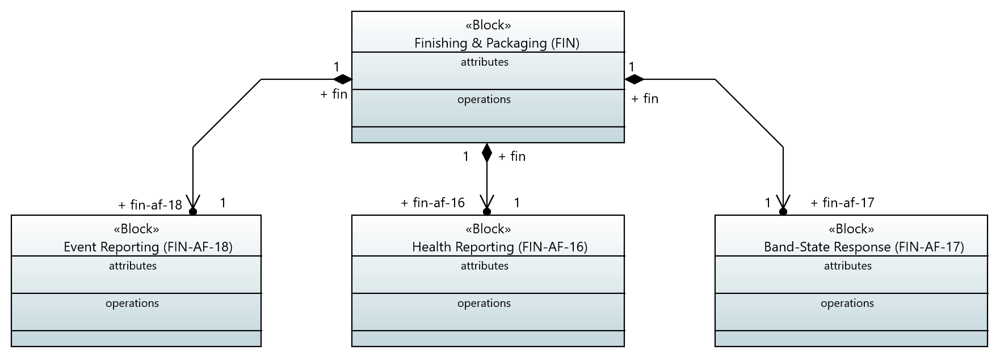 «Block»
Finishing & Packaging (FIN)
attributes
operations
1
+ fin
1
+ fin
1
+ fin
+ fin-af-18
1
+ fin-af-16
1
1
+ fin-af-17
«Block»
Event Reporting (FIN-AF-18)
attributes
operations
«Block»
Health Reporting (FIN-AF-16)
attributes
operations
«Block»
Band-State Response (FIN-AF-17)
attributes
operations